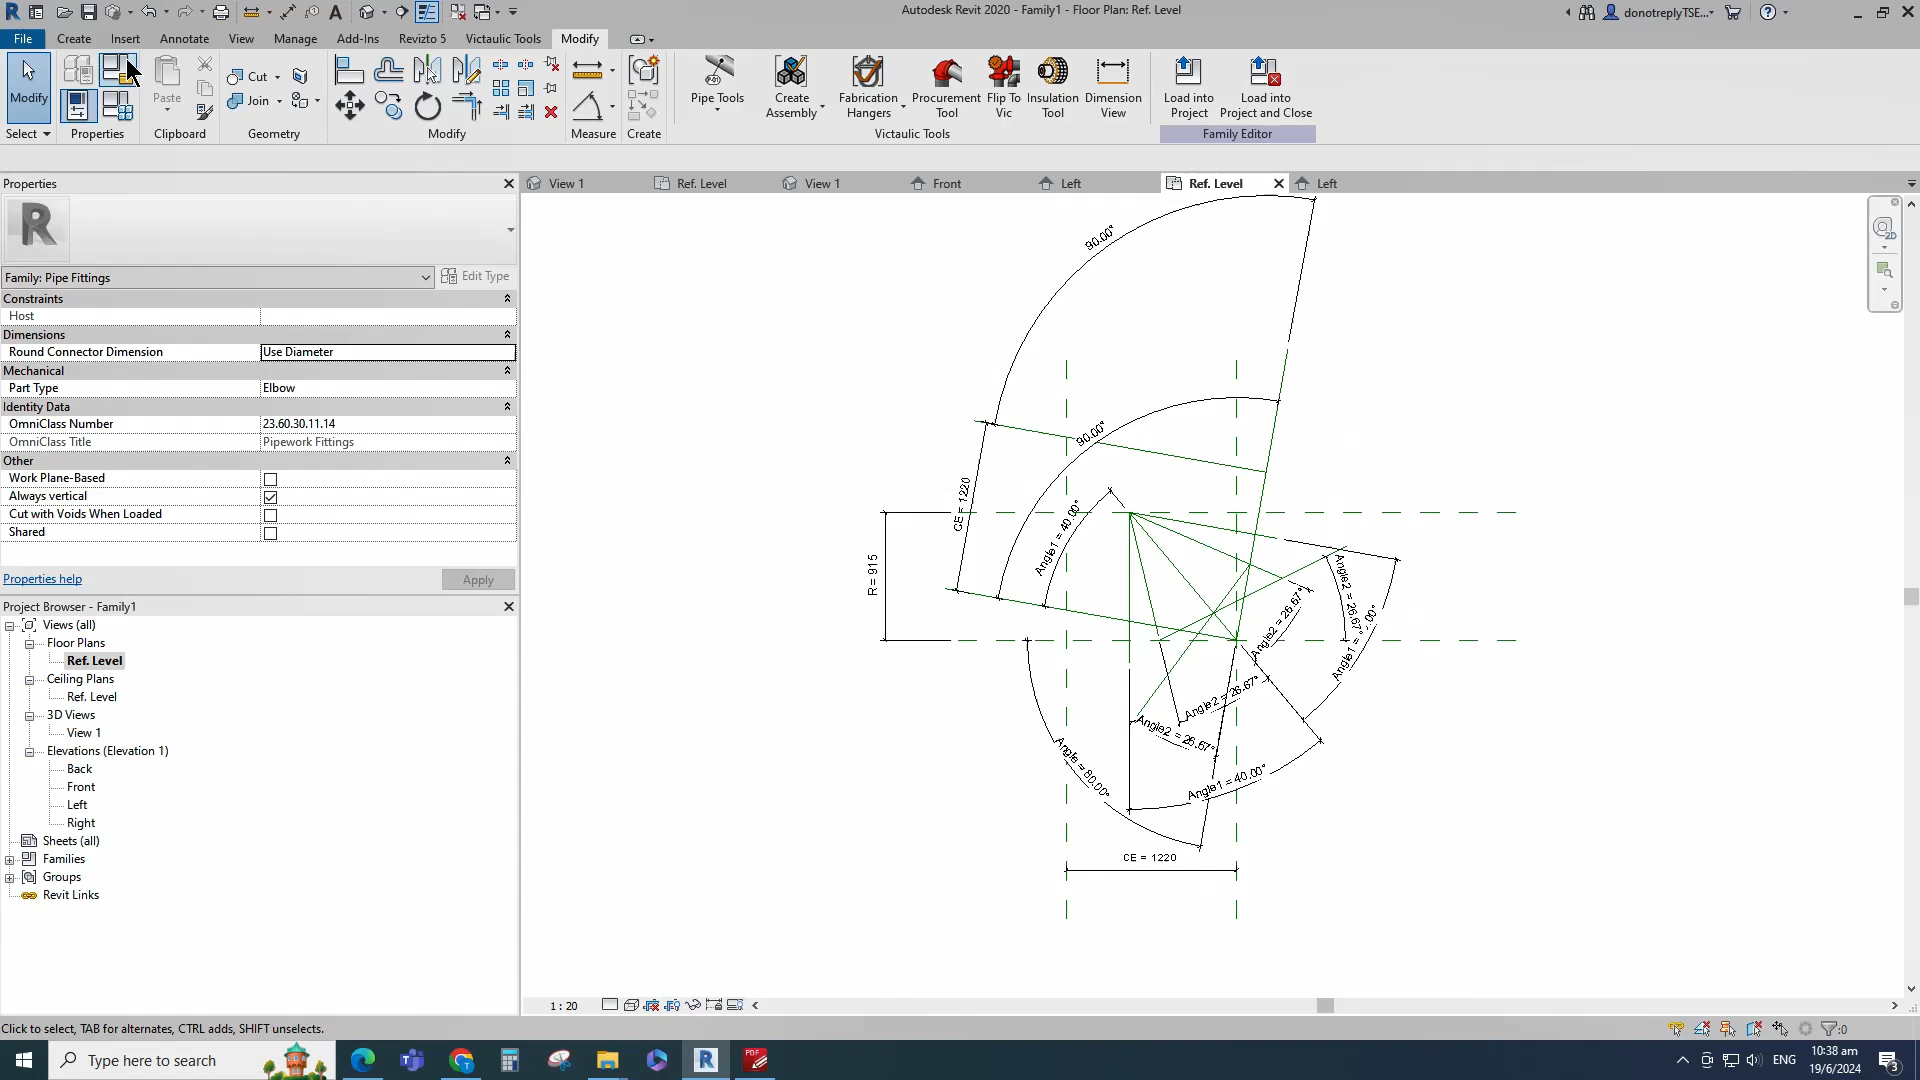 Autodesk Revit 2020 - Family1 - Floor Plan: Ref. Level
donotreplyTSE...
File Create Insert Annotate View Manage Add-Ins Revizto 5 Victaulic Tools Modify
Modify
Paste
Cut
Join
Pipe Tools
Create Assembly
Fabrication Hangers
Procurement Tool
Flip To Vic
Insulation Tool
Dimension View
Load into Project
Load into Project and Close
Select Properties Clipboard Geometry Modify Measure Create Victaulic Tools Family Editor
Properties
View 1 Ref. Level View 1 Front Left Ref. Level Left
Family: Pipe Fittings
Edit Type
Constraints
Host
Dimensions
Round Connector Dimension Use Diameter
Mechanical
Part Type Elbow
Identity Data
OmniClass Number 23.60.30.11.14
OmniClass Title Pipework Fittings
Other
Work Plane-Based
Always vertical
Cut with Voids When Loaded
Shared
Properties help
Apply
Project Browser - Family1
Views (all)
Floor Plans
Ref. Level
Ceiling Plans
Ref. Level
3D Views
View 1
Elevations (Elevation 1)
Back
Front
Left
Right
Sheets (all)
Families
Groups
Revit Links
90.00°
90.00°
CE = 1220
Angle1 = 40.00°
R = 915
Angle2 = 26.67°
Angle2 = 26.67°
Angle2 = 26.67°
Angle2 = 26.67°
Angle = 80.00°
Angle1 = 40.00°
CE = 1220
1 : 20
Click to select, TAB for alternates, CTRL adds, SHIFT unselects.
:0
Type here to search
ENG
10:38 am
19/6/2024
3